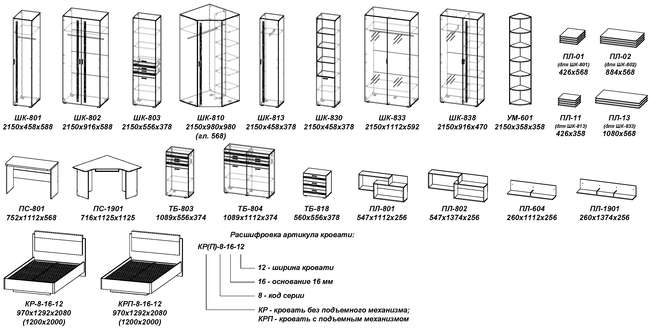 ШК-801
2150x458x588
ШК-802
2150x916x588
ШК-803
2150x556x378
ШК-810
2150x980x980
(гл. 568)
ШК-813
2150x458x378
ШК-830
2150x458x378
ШК-833
2150x1112x592
ШК-838
2150x916x470
УМ-601
2150x358x358
ПЛ-01
(для ШК-801)
426x568
ПЛ-02
(для ШК-802)
884x568
ПЛ-11
(для ШК-813)
426x358
ПЛ-13
(для ШК-833)
1080x568
ПС-801
752x1112x568
ПС-1901
716x1125x1125
ТБ-803
1089x556x374
ТБ-804
1089x1112x374
ТБ-818
560x556x378
ПЛ-801
547x1112x256
ПЛ-802
547x1374x256
ПЛ-604
260x1112x256
ПЛ-1901
260x1374x256
КР-8-16-12
970x1292x2080
(1200x2000)
КРП-8-16-12
970x1292x2080
(1200x2000)
Расшифровка артикула кровати:
КР(П)-8-16-12
12 - ширина кровати
16 - основание 16 мм
8 - код серии
КР - кровать без подъемного механизма;
КРП - кровать с подъмным механизмом